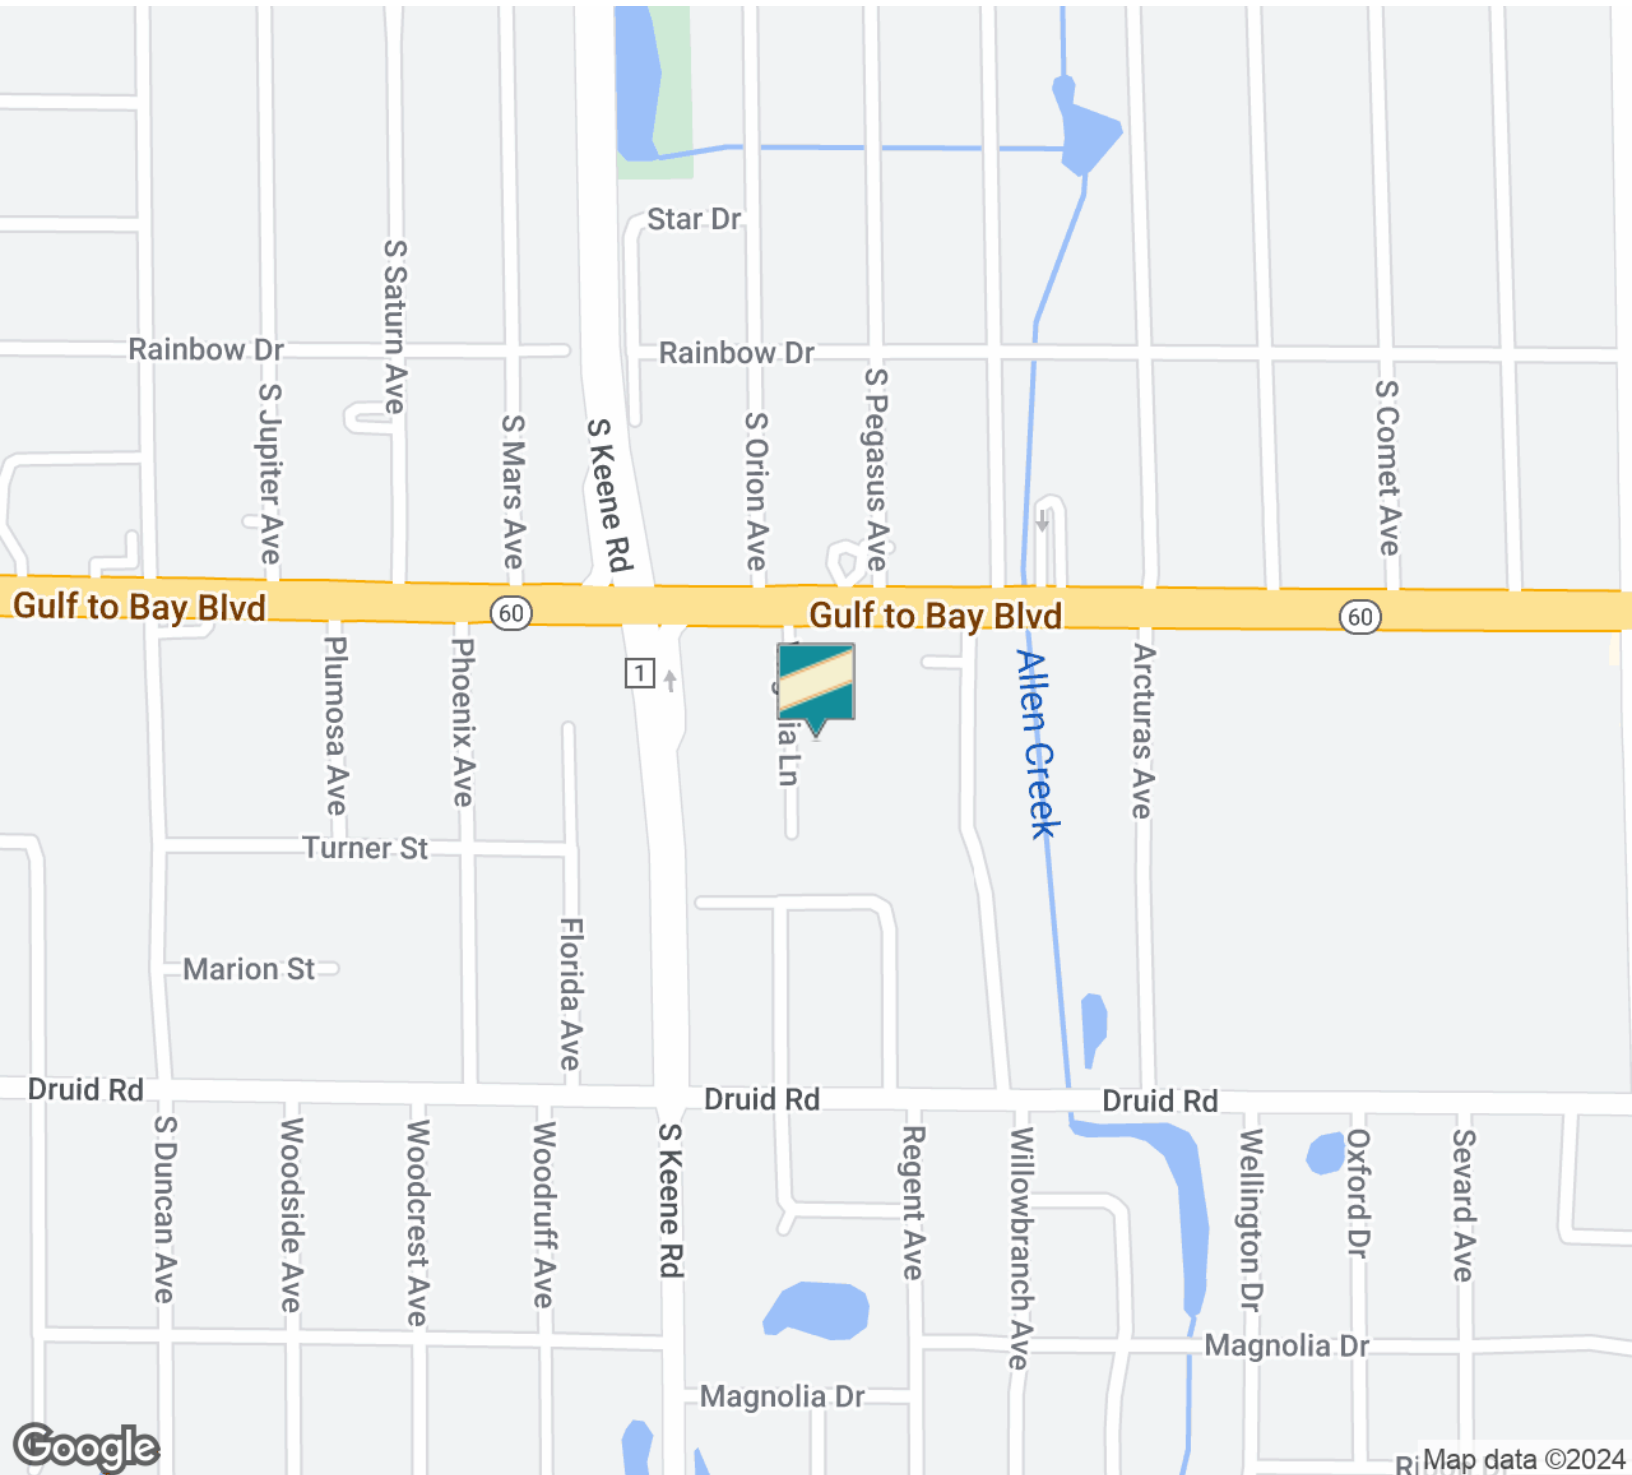 Star Dr
S Saturn Ave
Rainbow Dr
Rainbow Dr
S Jupiter Ave
S Mars Ave
S Keene Rd
S Orion Ave
S Pegasus Ave
S Comet Ave
Gulf to Bay Blvd
60
Gulf to Bay Blvd
60
Plumosa Ave
Phoenix Ave
1
Ln
Allen Creek
Arcturas Ave
Turner St
Florida Ave
Marion St
Druid Rd
Druid Rd
Druid Rd
S Duncan Ave
Woodside Ave
Woodcrest Ave
Woodruff Ave
S Keene Rd
Regent Ave
Willowbranch Ave
Wellington Dr
Oxford Dr
Sevard Ave
Magnolia Dr
Magnolia Dr
Google
Map data ©2024